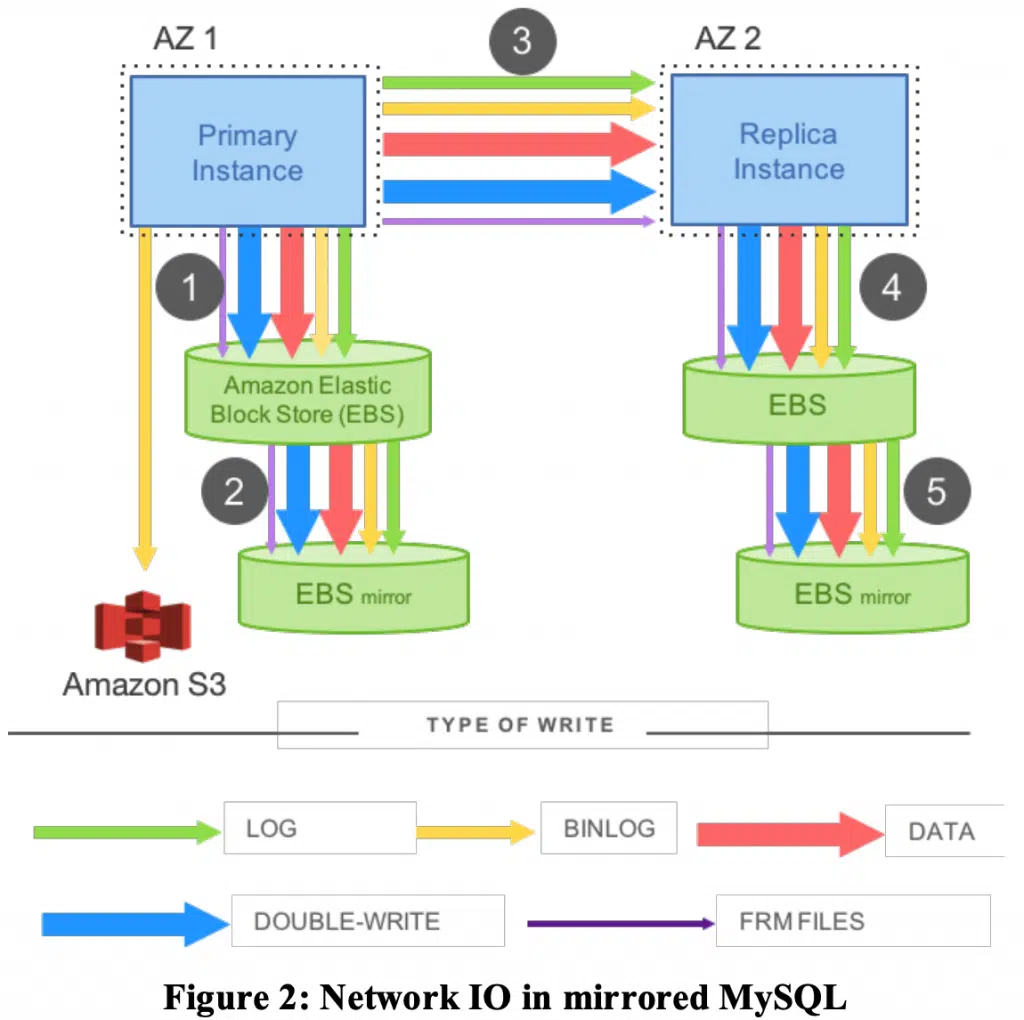 AZ 1
3
AZ 2
Primary
Instance
Replica
Instance
1
4
Amazon Elastic
Block Store (EBS)
EBS
2
5
EBS mirror
EBS mirror
Amazon S3
TYPE OF WRITE
LOG
BINLOG
DATA
DOUBLE-WRITE
FRM FILES
Figure 2: Network IO in mirrored MySQL